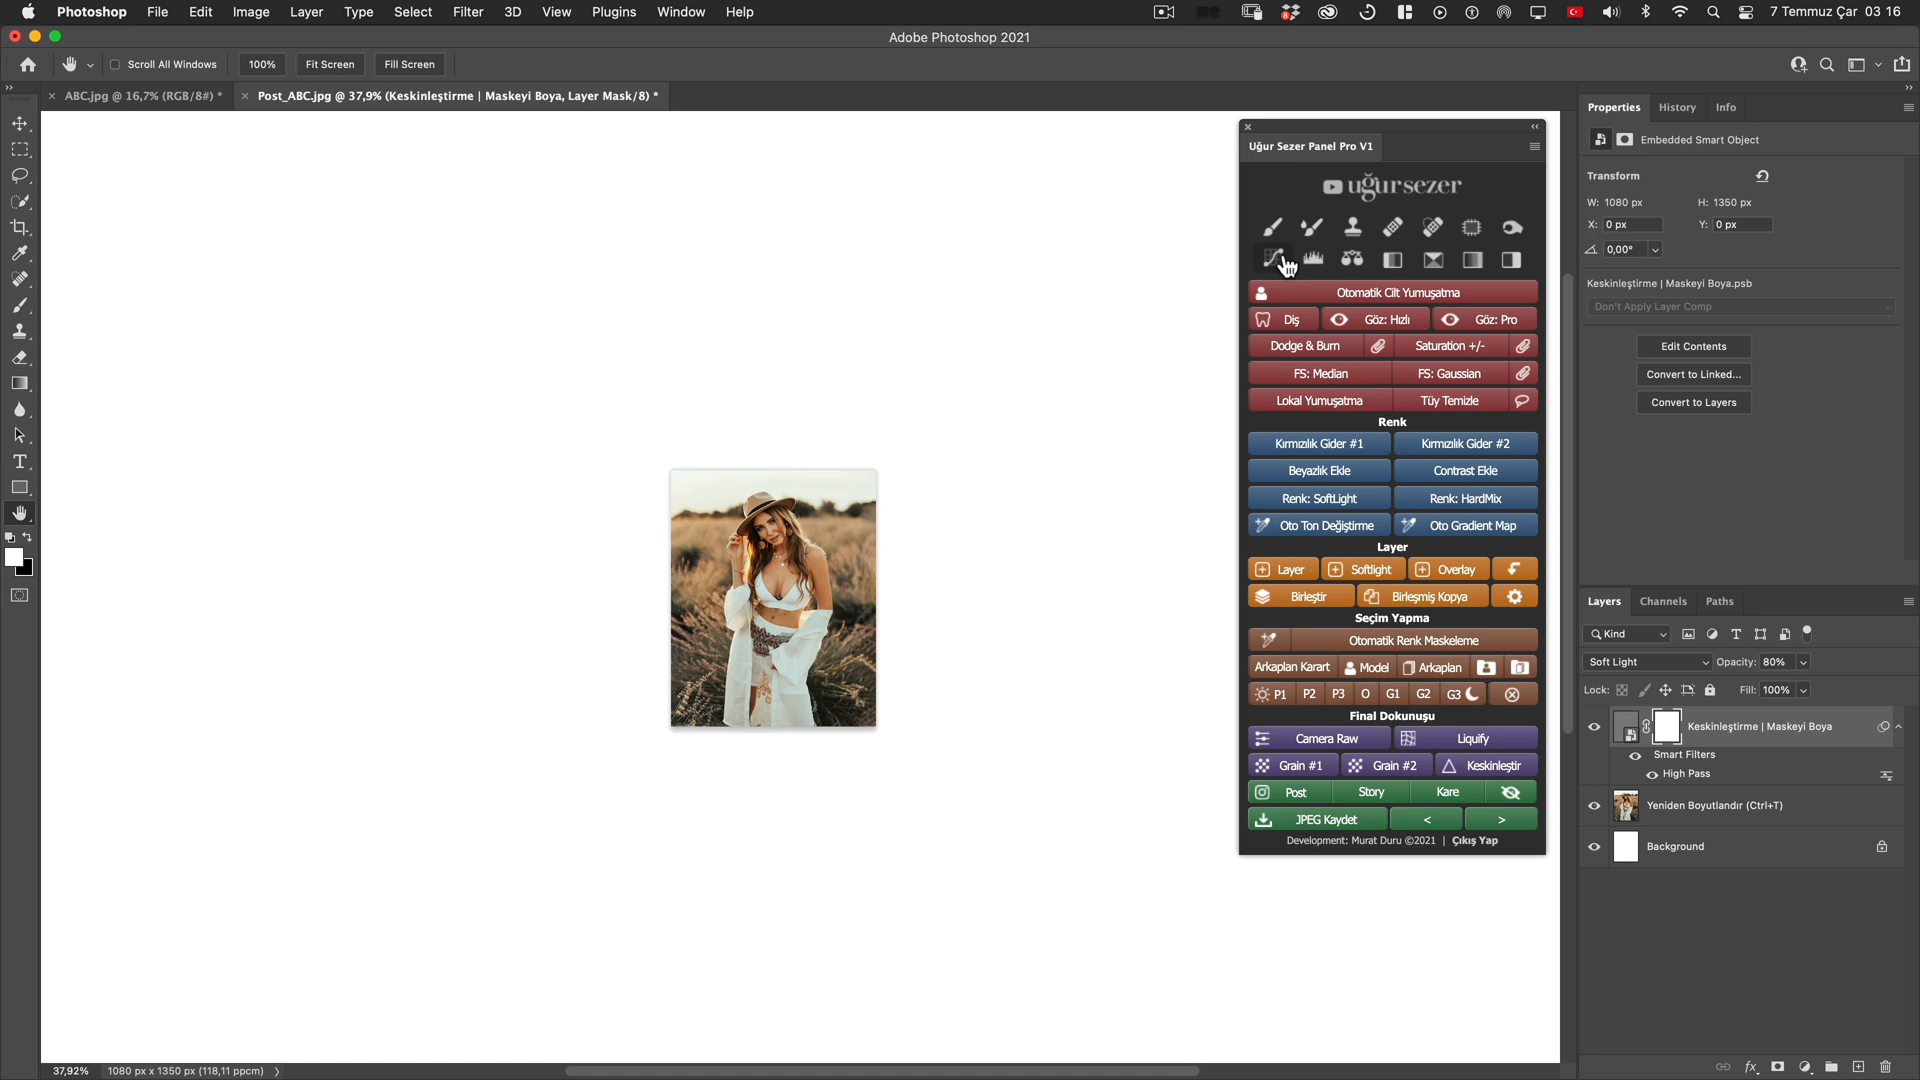 Photoshop File Edit Image Layer Type Select Filter 3D View Plugins Window Help 7 Temmuz Çar 03 16
Adobe Photoshop 2021
Scroll All Windows 100% Fit Screen Fill Screen
ABC.jpg @ 16,7% (RGB/8#) * Post_ABC.jpg @ 37,9% (Keskinleştirme | Maskeyi Boya, Layer Mask/8) *
Uğur Sezer Panel Pro V1
uğursezer
Otomatik Cilt Yumuşatma
Diş Göz: Hızlı Göz: Pro
Dodge & Burn Saturation +/-
FS: Median FS: Gaussian
Lokal Yumuşatma Tüy Temizle
Renk
Kırmızılık Gider #1 Kırmızılık Gider #2
Beyazlık Ekle Contrast Ekle
Renk: SoftLight Renk: HardMix
Oto Ton Değiştirme Oto Gradient Map
Layer
Layer Softlight Overlay
Birleştir Birleşmiş Kopya
Seçim Yapma
Otomatik Renk Maskeleme
Arkaplan Karart Model Arkaplan
P1 P2 P3 O G1 G2 G3
Final Dokunuşu
Camera Raw Liquify
Grain #1 Grain #2 Keskinleştir
Post Story Kare
JPEG Kaydet < >
Development: Murat Duru ©2021 | Çıkış Yap
Properties History Info
Embedded Smart Object
Transform
W: 1080 px H: 1350 px
X: 0 px Y: 0 px
0,00°
Keskinleştirme | Maskeyi Boya.psb
Don't Apply Layer Comp
Edit Contents
Convert to Linked...
Convert to Layers
Layers Channels Paths
Kind
Soft Light Opacity: 80%
Lock: Fill: 100%
Keskinleştirme | Maskeyi Boya
Smart Filters
High Pass
Yeniden Boyutlandır (Ctrl+T)
Background
37,92% 1080 px x 1350 px (118,11 ppcm)